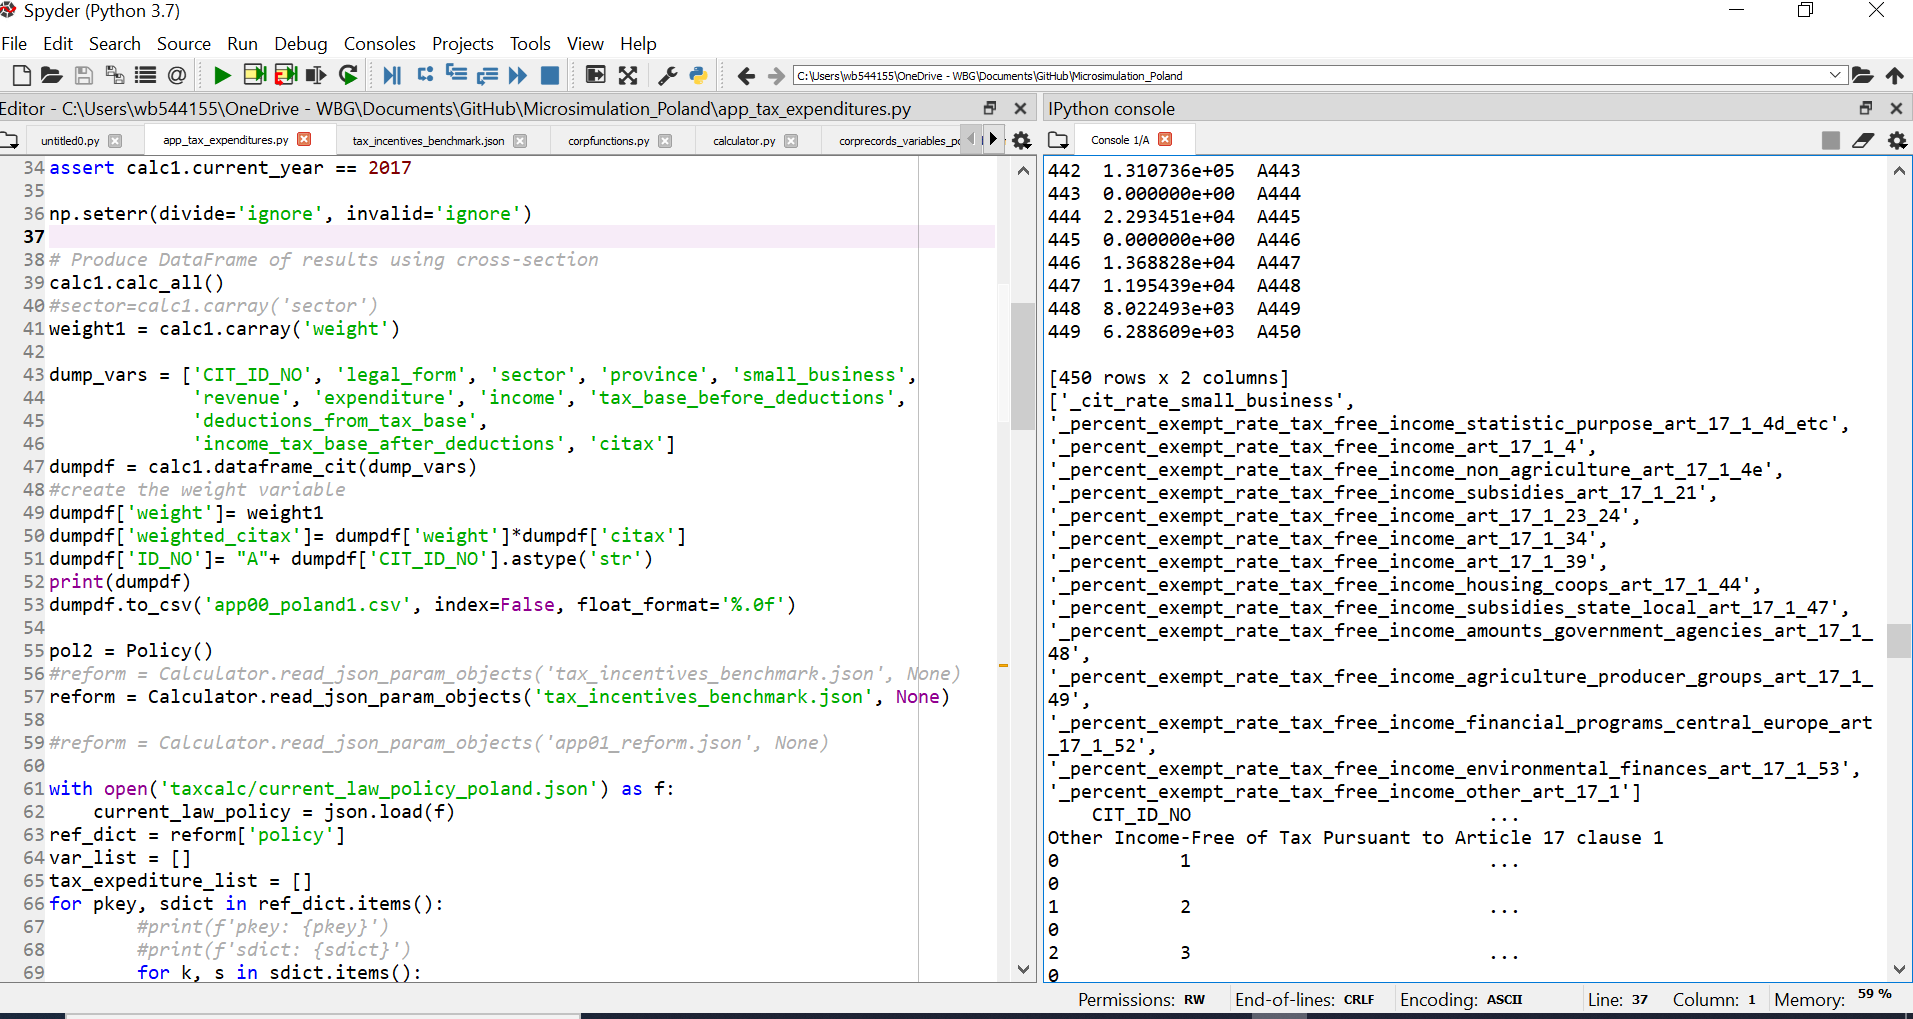 Spyder (Python 3.7)
File Edit Search Source Run Debug Consoles Projects Tools View Help
C:\Users\wb544155\OneDrive - WBG\Documents\GitHub\Microsimulation_Poland
Editor - C:\Users\wb544155\OneDrive - WBG\Documents\GitHub\Microsimulation_Poland\app_tax_expenditures.py
untitled0.py app_tax_expenditures.py tax_incentives_benchmark.json corpfunctions.py calculator.py
34 assert calc1.current_year == 2017
35
36 np.seterr(divide='ignore', invalid='ignore')
37
38 # Produce DataFrame of results using cross-section
39 calc1.calc_all()
40 #sector=calc1.carray('sector')
41 weight1 = calc1.carray('weight')
42
43 dump_vars = ['CIT_ID_NO', 'legal_form', 'sector', 'province', 'small_business',
44 'revenue', 'expenditure', 'income', 'tax_base_before_deductions',
45 'deductions_from_tax_base',
46 'income_tax_base_after_deductions', 'citax']
47 dumpdf = calc1.dataframe_cit(dump_vars)
48 #create the weight variable
49 dumpdf['weight']= weight1
50 dumpdf['weighted_citax']= dumpdf['weight']*dumpdf['citax']
51 dumpdf['ID_NO']= "A"+ dumpdf['CIT_ID_NO'].astype('str')
52 print(dumpdf)
53 dumpdf.to_csv('app00_poland1.csv', index=False, float_format='%.0f')
54
55 pol2 = Policy()
56 #reform = Calculator.read_json_param_objects('tax_incentives_benchmark.json', None)
57 reform = Calculator.read_json_param_objects('tax_incentives_benchmark.json', None)
58
59 #reform = Calculator.read_json_param_objects('app01_reform.json', None)
60
61 with open('taxcalc/current_law_policy_poland.json') as f:
62 current_law_policy = json.load(f)
63 ref_dict = reform['policy']
64 var_list = []
65 tax_expediture_list = []
66 for pkey, sdict in ref_dict.items():
67 #print(f'pkey: {pkey}')
68 #print(f'sdict: {sdict}')
69 for k, s in sdict.items():
IPython console
Console 1/A
442 1.310736e+05 A443
443 0.000000e+00 A444
444 2.293451e+04 A445
445 0.000000e+00 A446
446 1.368828e+04 A447
447 1.195439e+04 A448
448 8.022493e+03 A449
449 6.288609e+03 A450
[450 rows x 2 columns]
['_cit_rate_small_business',
'_percent_exempt_rate_tax_free_income_statistic_purpose_art_17_1_4d_etc',
'_percent_exempt_rate_tax_free_income_art_17_1_4',
'_percent_exempt_rate_tax_free_income_non_agriculture_art_17_1_4e',
'_percent_exempt_rate_tax_free_income_subsidies_art_17_1_21',
'_percent_exempt_rate_tax_free_income_art_17_1_23_24',
'_percent_exempt_rate_tax_free_income_art_17_1_34',
'_percent_exempt_rate_tax_free_income_art_17_1_39',
'_percent_exempt_rate_tax_free_income_housing_coops_art_17_1_44',
'_percent_exempt_rate_tax_free_income_subsidies_state_local_art_17_1_47',
'_percent_exempt_rate_tax_free_income_amounts_government_agencies_art_17_1_
48',
'_percent_exempt_rate_tax_free_income_agriculture_producer_groups_art_17_1_
49',
'_percent_exempt_rate_tax_free_income_financial_programs_central_europe_art
_17_1_52',
'_percent_exempt_rate_tax_free_income_environmental_finances_art_17_1_53',
'_percent_exempt_rate_tax_free_income_other_art_17_1']
CIT_ID_NO ...
Other Income-Free of Tax Pursuant to Article 17 clause 1
0 1 ...
0
1 2 ...
0
2 3 ...
0
Permissions: RW End-of-lines: CRLF Encoding: ASCII Line: 37 Column: 1 Memory: 59 %